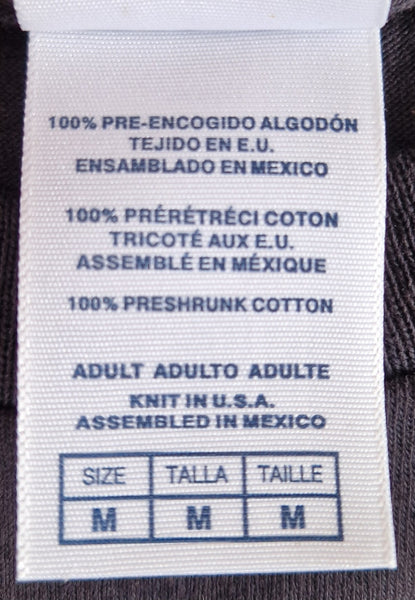 100% PRE-ENCOGIDO ALGODÓN
TEJIDO EN E.U.
ENSAMBLADO EN MEXICO
100% PRÉRÉTRÉCI COTON
TRICOTÉ AUX E.U.
ASSEMBLÉ EN MÉXIQUE
100% PRESHRUNK COTTON
ADULT ADULTO ADULTE
KNIT IN U.S.A.
ASSEMBLED IN MEXICO
SIZE TALLA TAILLE
M M M